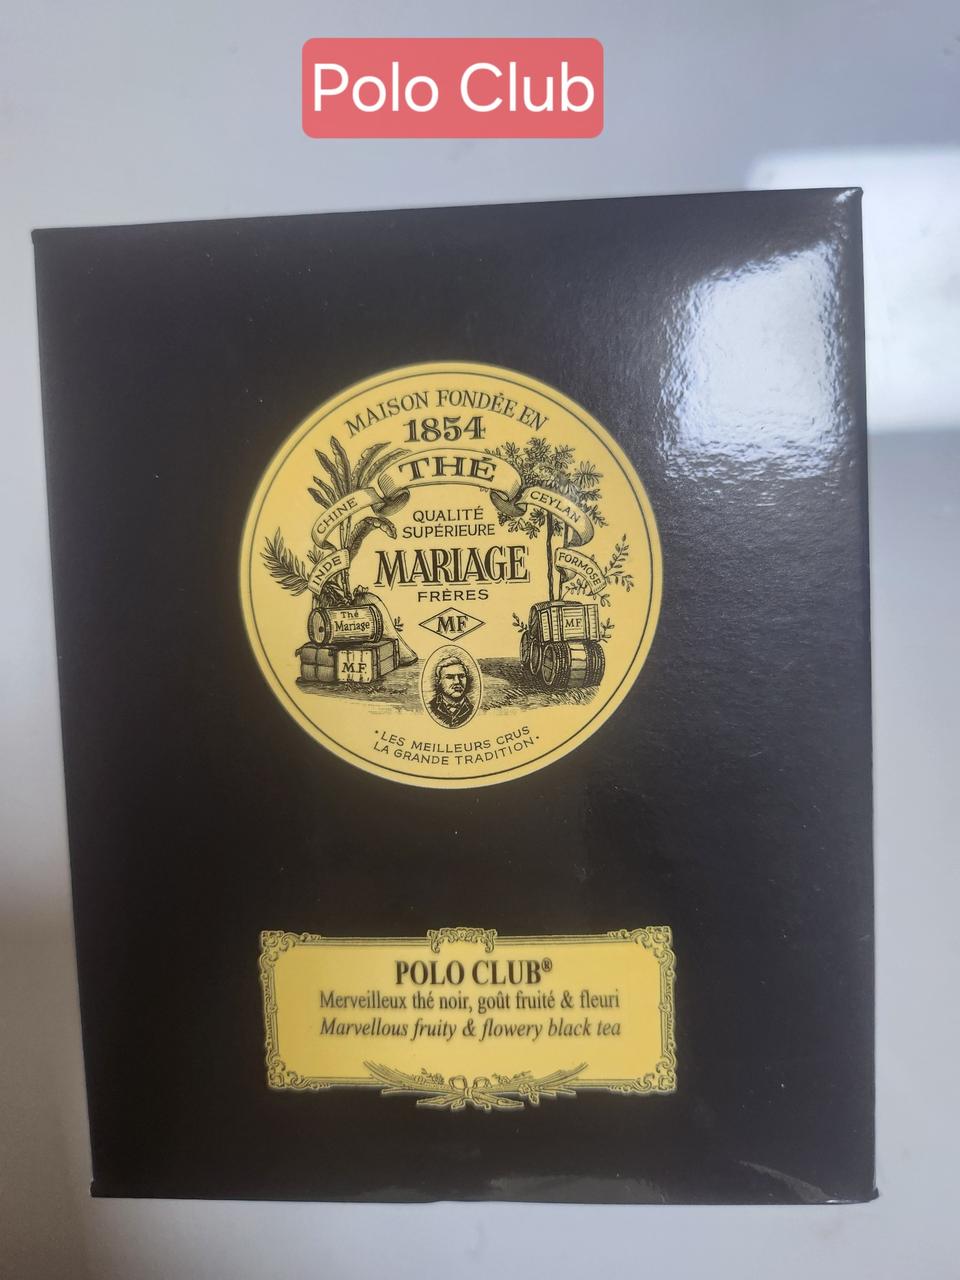 Polo Club
MAISON FONDÉE EN
1854
THÉ
CHINE
CEYLAN
INDE
FORMOSE
QUALITÉ
SUPÉRIEURE
MARIAGE
FRÈRES
MF
Thé
Mariage
MF
M.F.
• LES MEILLEURS CRUS
LA GRANDE TRADITION •
POLO CLUB®
Merveilleux thé noir, goût fruité & fleuri
Marvellous fruity & flowery black tea